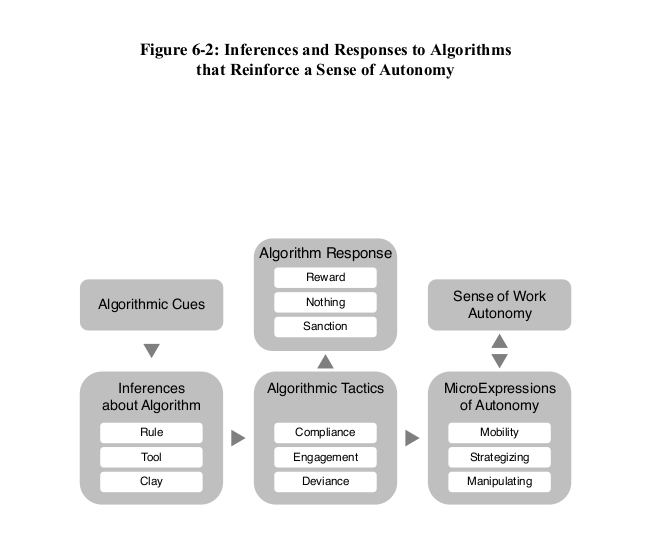 Figure 6-2: Inferences and Responses to Algorithms
that Reinforce a Sense of Autonomy
Algorithmic Cues
Inferences
about Algorithm
Rule
Tool
Clay
Algorithm Response
Reward
Nothing
Sanction
Algorithmic Tactics
Compliance
Engagement
Deviance
Sense of Work
Autonomy
MicroExpressions
of Autonomy
Mobility
Strategizing
Manipulating